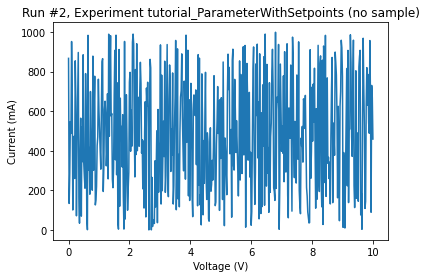 Run #2, Experiment tutorial_ParameterWithSetpoints (no sample)
1000
800
600
400
200
0
Current (mA)
0 2 4 6 8 10
Voltage (V)